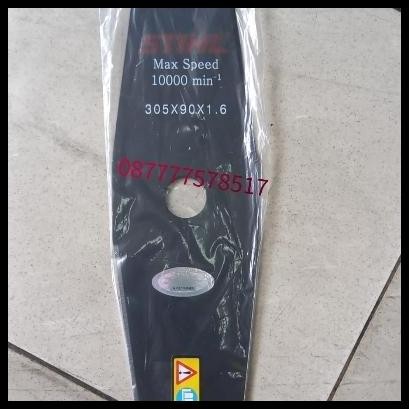 STIHL
Max Speed
10000 min⁻¹
305X90X1.6
087777578517